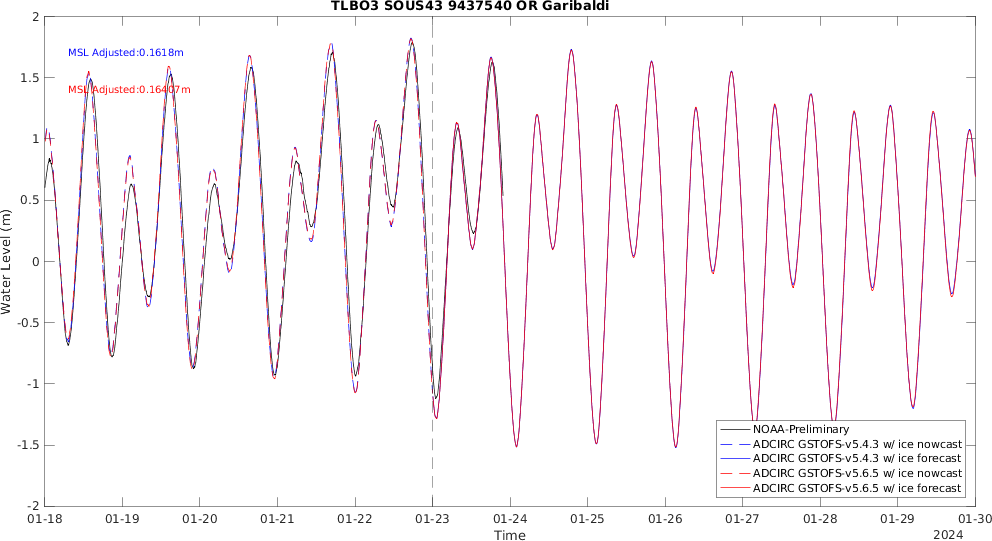 TLBO3 SOUS43 9437540 OR Garibaldi
MSL Adjusted:0.1618m
MSL Adjusted:0.16407m
Water Level (m)
2
1.5
1
0.5
0
-0.5
-1
-1.5
-2
NOAA-Preliminary
ADCIRC GSTOFS-v5.4.3 w/ ice nowcast
ADCIRC GSTOFS-v5.4.3 w/ ice forecast
ADCIRC GSTOFS-v5.6.5 w/ ice nowcast
ADCIRC GSTOFS-v5.6.5 w/ ice forecast
01-18 01-19 01-20 01-21 01-22 01-23 01-24 01-25 01-26 01-27 01-28 01-29 01-30
Time
2024